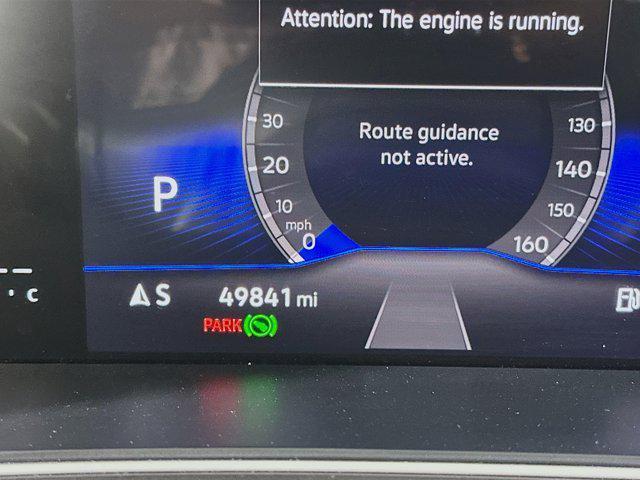 Attention: The engine is running.
Route guidance
not active.
30
20
10
mph
0
130
140
150
160
P
C
S
49841 mi
PARK